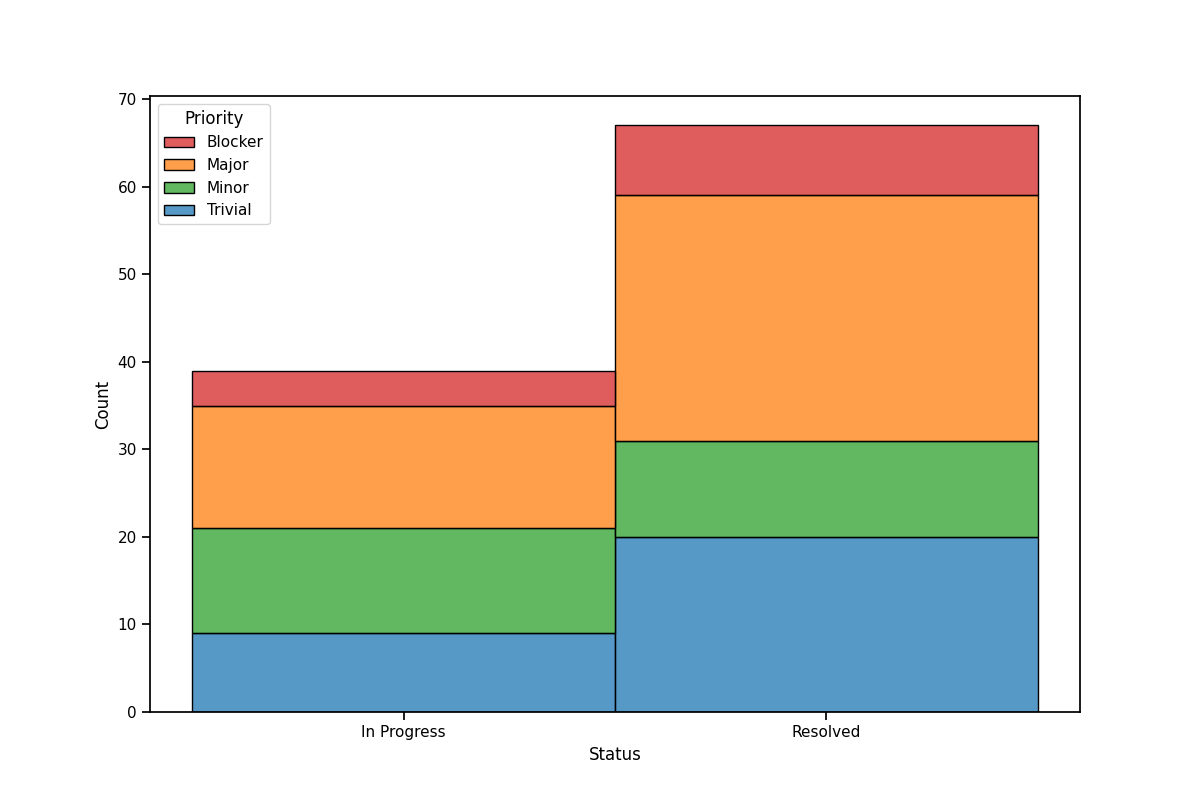 70
60
50
40
30
20
10
0
Count
Priority
Blocker
Major
Minor
Trivial
In Progress
Resolved
Status